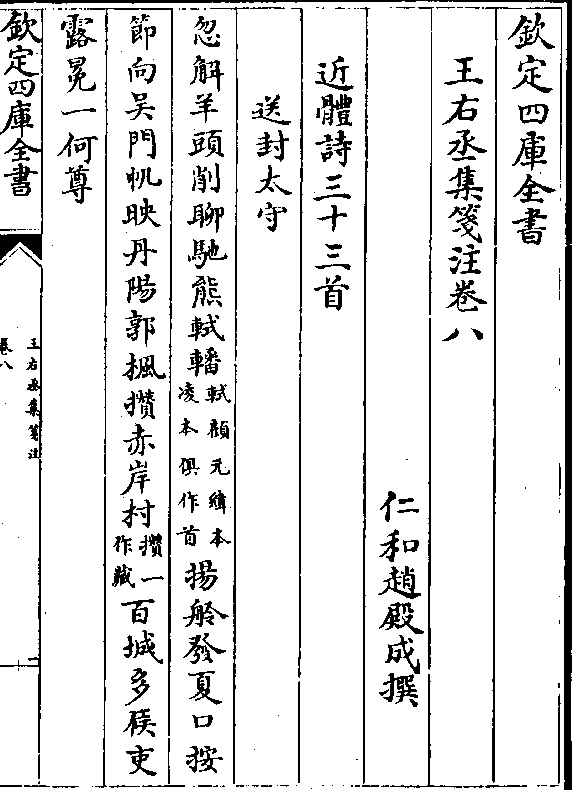 欽定四庫全書
王右丞集箋注卷八
仁和趙殿成撰
近體詩三十三首
送封太守
忽解羊頭削聊馳熊軾轓
軾顧元緯本
凌本俱作首
揚舲發夏口按
節向吳門帆映丹陽郭楓攢赤岸村
攢一
作藏
百城多候吏
露冕一何尊
欽定四庫全書
王右丞集箋注
卷八
一